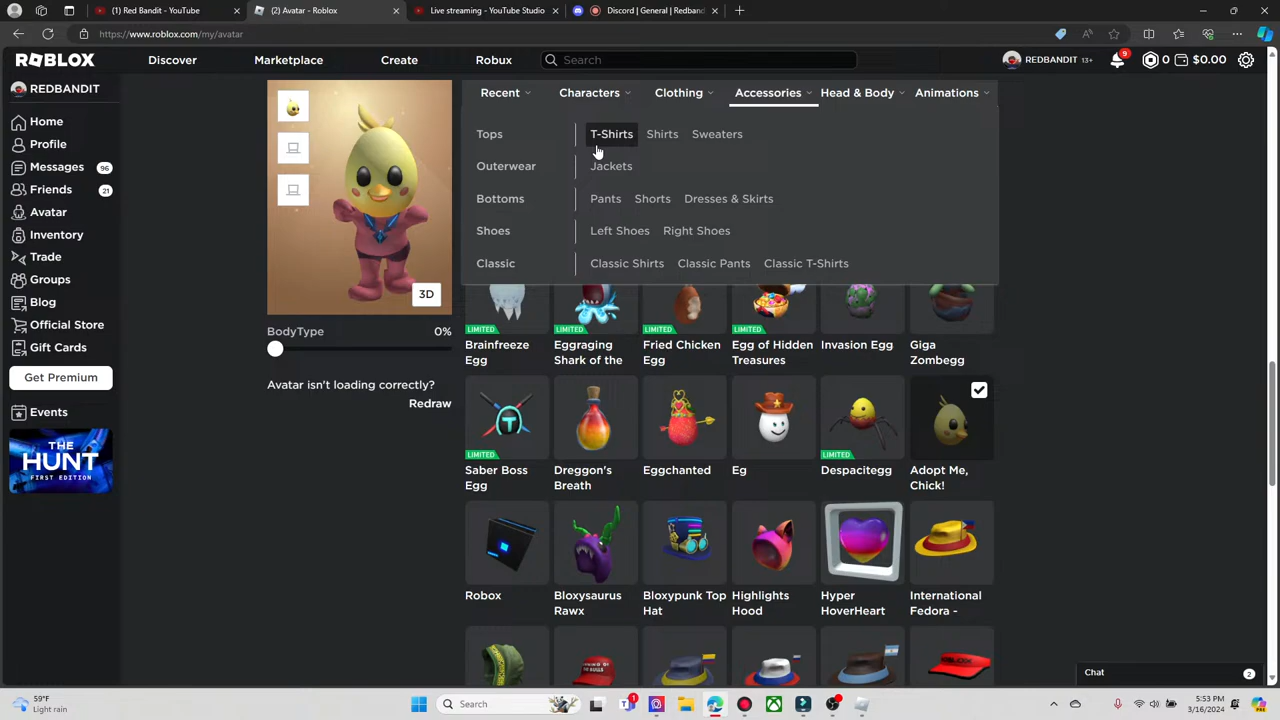 (1) Red Bandit - YouTube
(2) Avatar - Roblox
Live streaming - YouTube Studio
Discord | General | Redband
https://www.roblox.com/my/avatar
ROBLOX
Discover
Marketplace
Create
Robux
Search
REDBANDIT 13+
9
0
$0.00
REDBANDIT
Home
Profile
Messages 96
Friends 21
Avatar
Inventory
Trade
Groups
Blog
Official Store
Gift Cards
Get Premium
Events
THE
HUNT
FIRST EDITION
3D
BodyType 0%
Avatar isn't loading correctly?
Redraw
Recent
Characters
Clothing
Accessories
Head & Body
Animations
Tops
T-Shirts Shirts Sweaters
Outerwear
Jackets
Bottoms
Pants Shorts Dresses & Skirts
Shoes
Left Shoes Right Shoes
Classic
Classic Shirts Classic Pants Classic T-Shirts
LIMITED
Brainfreeze
Egg
LIMITED
Eggraging
Shark of the
LIMITED
Fried Chicken
Egg
LIMITED
Egg of Hidden
Treasures
Invasion Egg
Giga
Zombegg
LIMITED
Saber Boss
Egg
Dreggon's
Breath
Eggchanted
Eg
LIMITED
Despacitegg
Adopt Me,
Chick!
Robox
Bloxysaurus
Rawx
Bloxypunk Top
Hat
Highlights
Hood
Hyper
HoverHeart
International
Fedora -
Chat 2
59°F
Light rain
Search
1
5:53 PM
3/16/2024